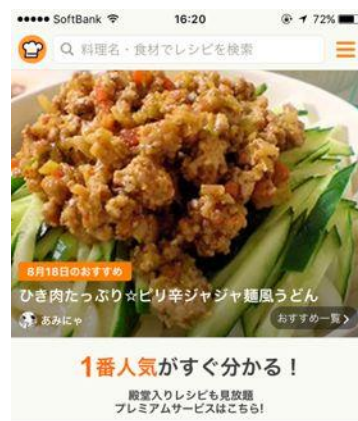 SoftBank 16:20 72%
料理名・食材でレシピを検索
8月18日のおすすめ
ひき肉たっぷり☆ピリ辛ジャジャ麺風うどん
あみにゃ おすすめ一覧
1番人気がすぐ分かる！
殿堂入りレシピも見放題
プレミアムサービスはこちら!